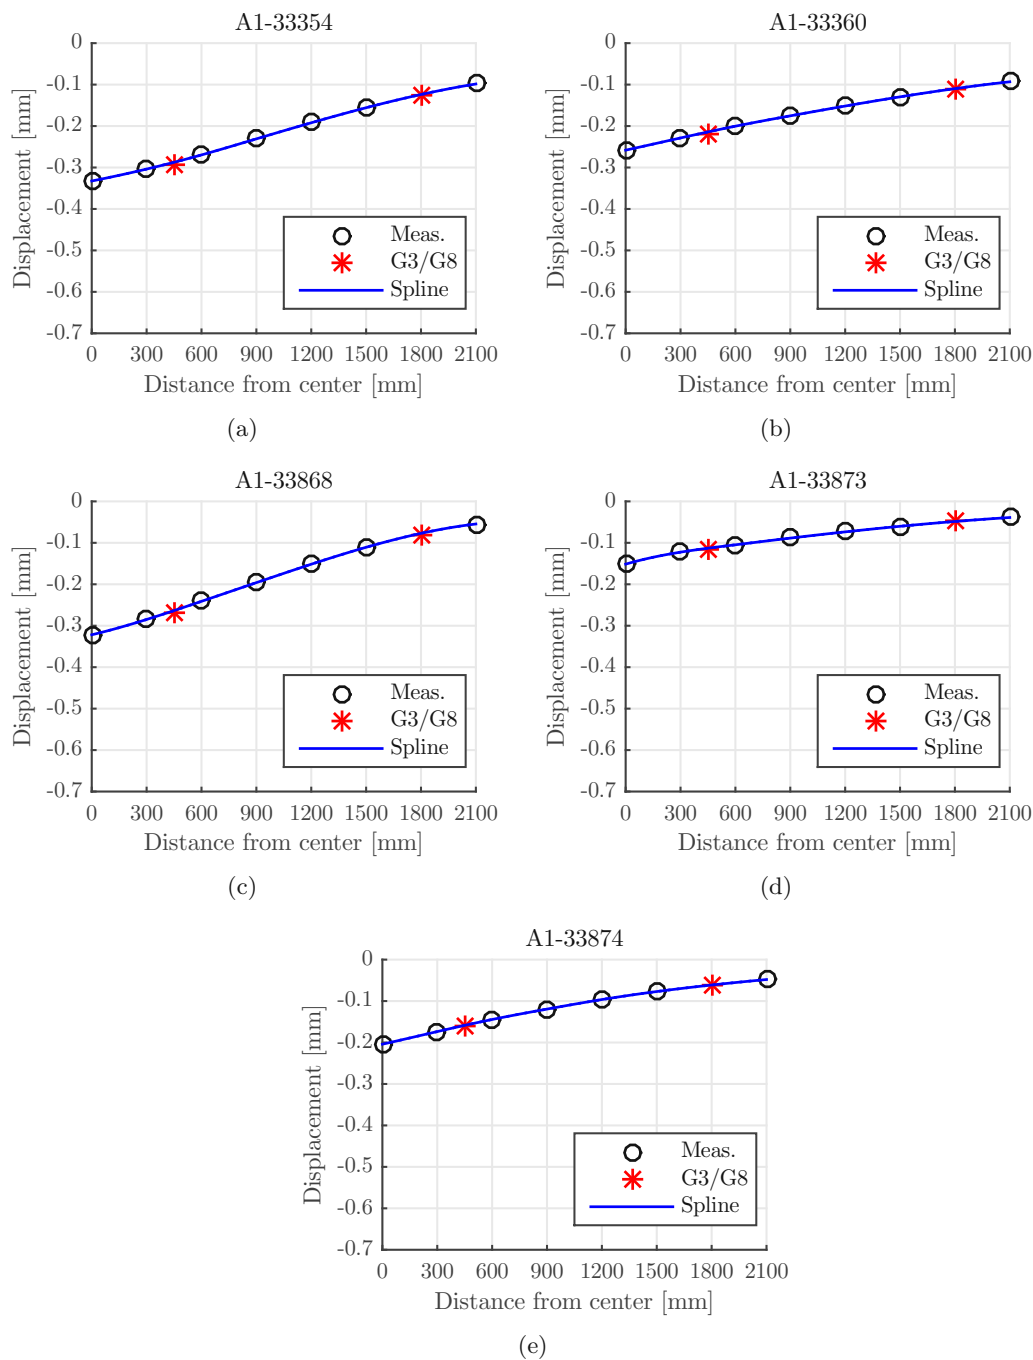 A1-33354
0
-0.1
-0.2
-0.3
-0.4
-0.5
-0.6
-0.7
Displacement [mm]
Meas.
G3/G8
Spline
0 300 600 900 1200 1500 1800 2100
Distance from center [mm]
(a)
A1-33360
0
-0.1
-0.2
-0.3
-0.4
-0.5
-0.6
-0.7
Displacement [mm]
Meas.
G3/G8
Spline
0 300 600 900 1200 1500 1800 2100
Distance from center [mm]
(b)
A1-33868
0
-0.1
-0.2
-0.3
-0.4
-0.5
-0.6
-0.7
Displacement [mm]
Meas.
G3/G8
Spline
0 300 600 900 1200 1500 1800 2100
Distance from center [mm]
(c)
A1-33873
0
-0.1
-0.2
-0.3
-0.4
-0.5
-0.6
-0.7
Displacement [mm]
Meas.
G3/G8
Spline
0 300 600 900 1200 1500 1800 2100
Distance from center [mm]
(d)
A1-33874
0
-0.1
-0.2
-0.3
-0.4
-0.5
-0.6
-0.7
Displacement [mm]
Meas.
G3/G8
Spline
0 300 600 900 1200 1500 1800 2100
Distance from center [mm]
(e)